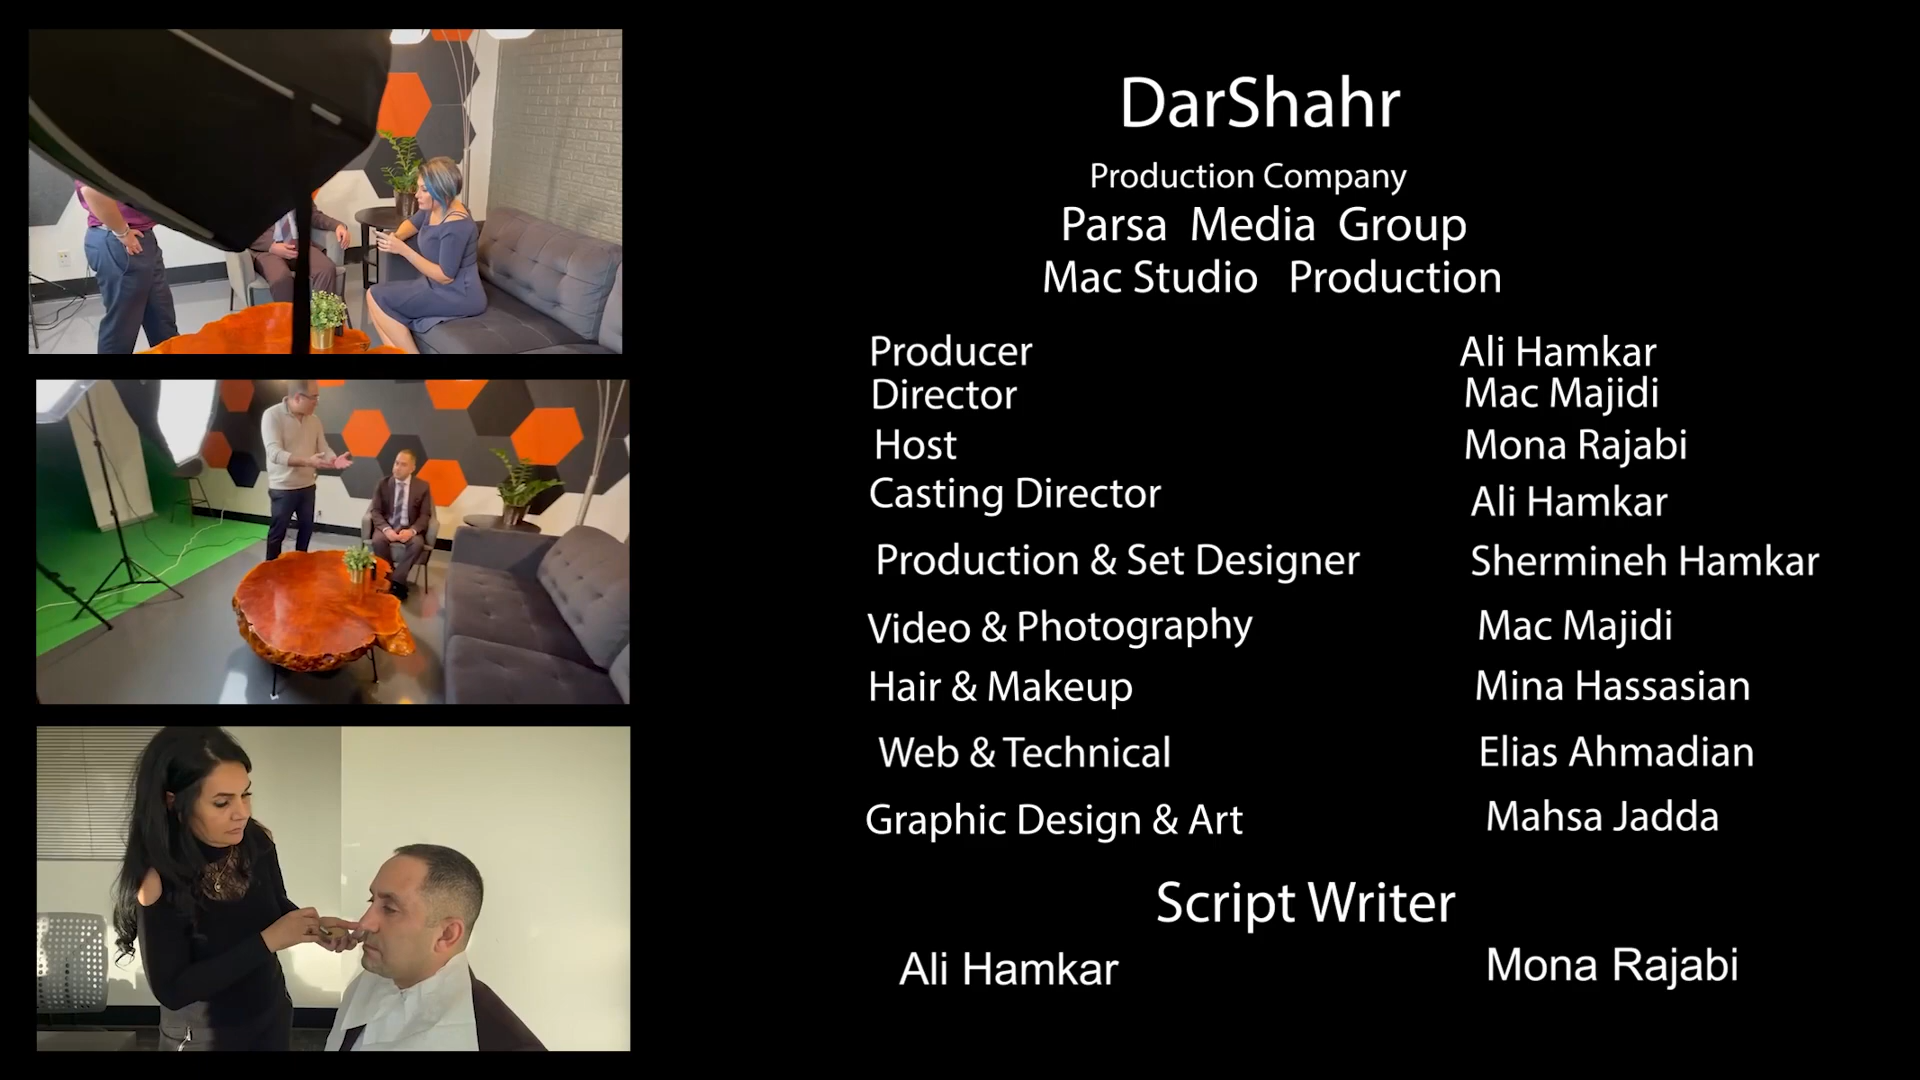 DarShahr
Production Company
Parsa Media Group
Mac Studio Production
Producer Ali Hamkar
Director Mac Majidi
Host Mona Rajabi
Casting Director Ali Hamkar
Production & Set Designer Shermineh Hamkar
Video & Photography Mac Majidi
Hair & Makeup Mina Hassasian
Web & Technical Elias Ahmadian
Graphic Design & Art Mahsa Jadda
Script Writer
Ali Hamkar Mona Rajabi